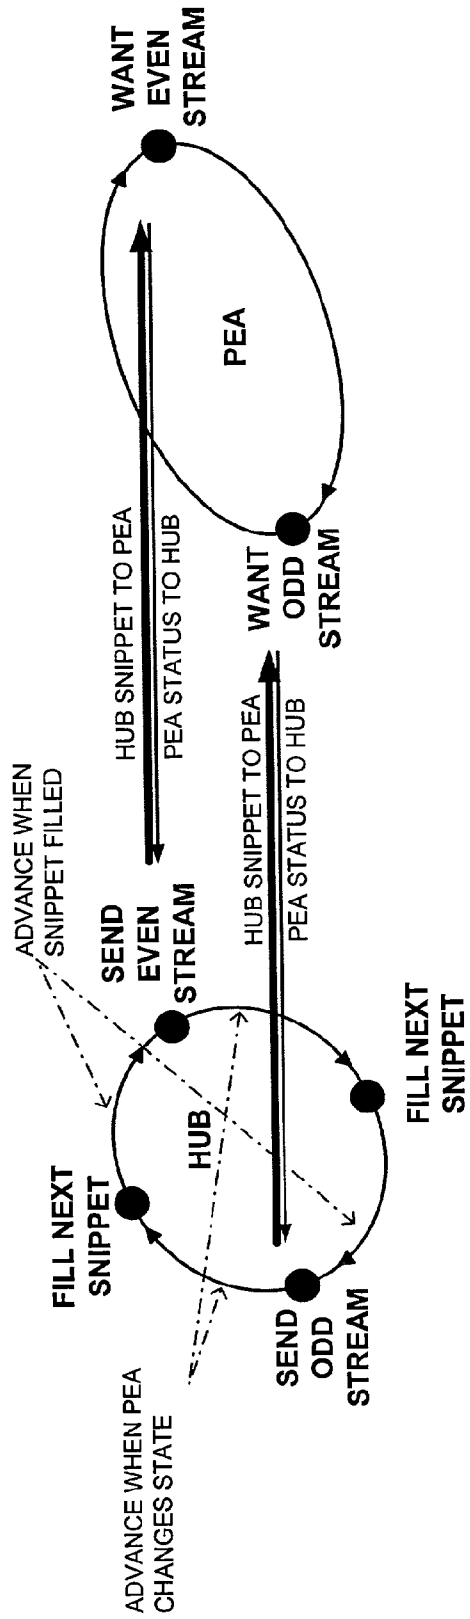 ADVANCE WHEN PEA
CHANGES STATE
ADVANCE WHEN
SNIPPET FILLED
FILL NEXT
SNIPPET
SEND
EVEN
STREAM
HUB
SEND
ODD
STREAM
FILL NEXT
SNIPPET
HUB SNIPPET TO PEA
PEA STATUS TO HUB
HUB SNIPPET TO PEA
PEA STATUS TO HUB
WANT
EVEN
STREAM
PEA
WANT
ODD
STREAM